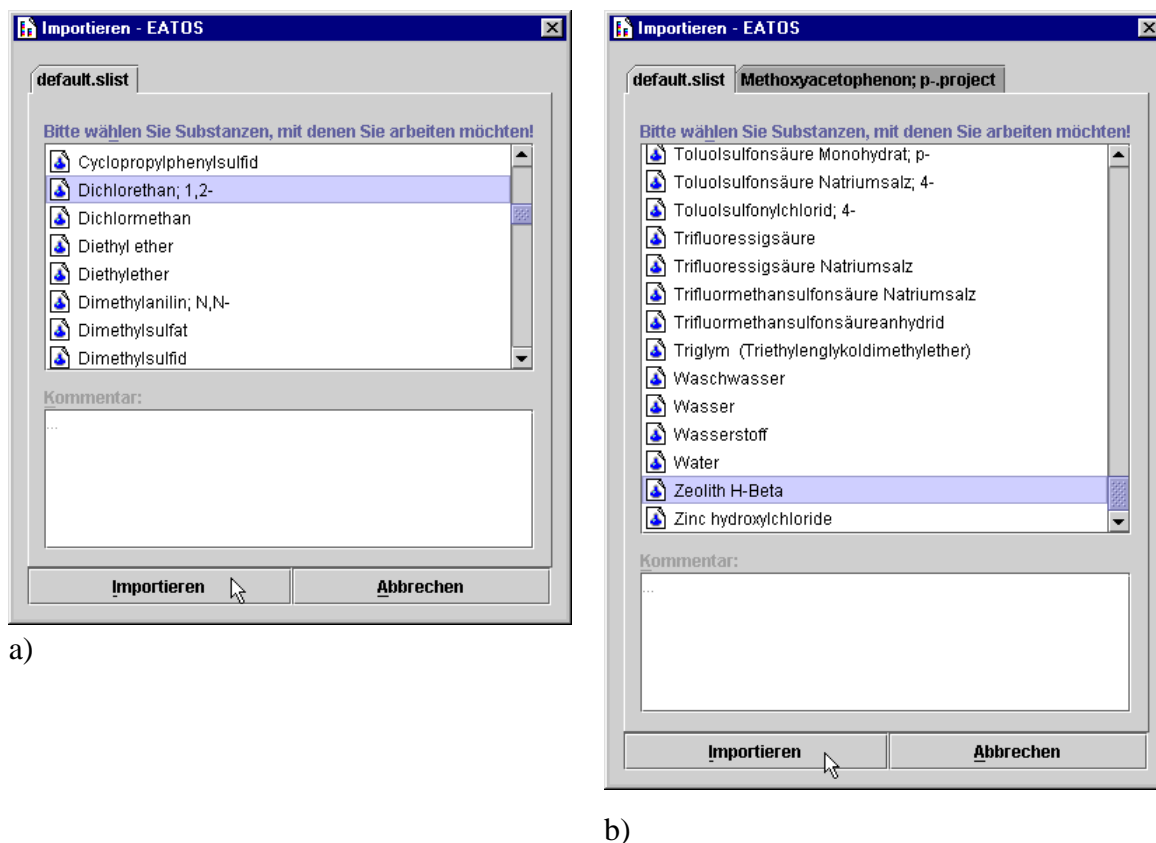 Importieren - EATOS
default.slist
Bitte wählen Sie Substanzen, mit denen Sie arbeiten möchten!
Cyclopropylphenylsulfid
Dichlorethan; 1,2-
Dichlormethan
Diethyl ether
Diethylether
Dimethylanilin; N,N-
Dimethylsulfat
Dimethylsulfid
Kommentar:
...
Importieren
Abbrechen
a)
Importieren - EATOS
default.slist
Methoxyacetophenon; p-.project
Bitte wählen Sie Substanzen, mit denen Sie arbeiten möchten!
Toluolsulfonsäure Monohydrat; p-
Toluolsulfonsäure Natriumsalz; 4-
Toluolsulfonylchlorid; 4-
Trifluoressigsäure
Trifluoressigsäure Natriumsalz
Trifluormethansulfonsäure Natriumsalz
Trifluormethansulfonsäureanhydrid
Triglym (Triethylenglykoldimethylether)
Waschwasser
Wasser
Wasserstoff
Water
Zeolith H-Beta
Zinc hydroxylchloride
Kommentar:
...
Importieren
Abbrechen
b)